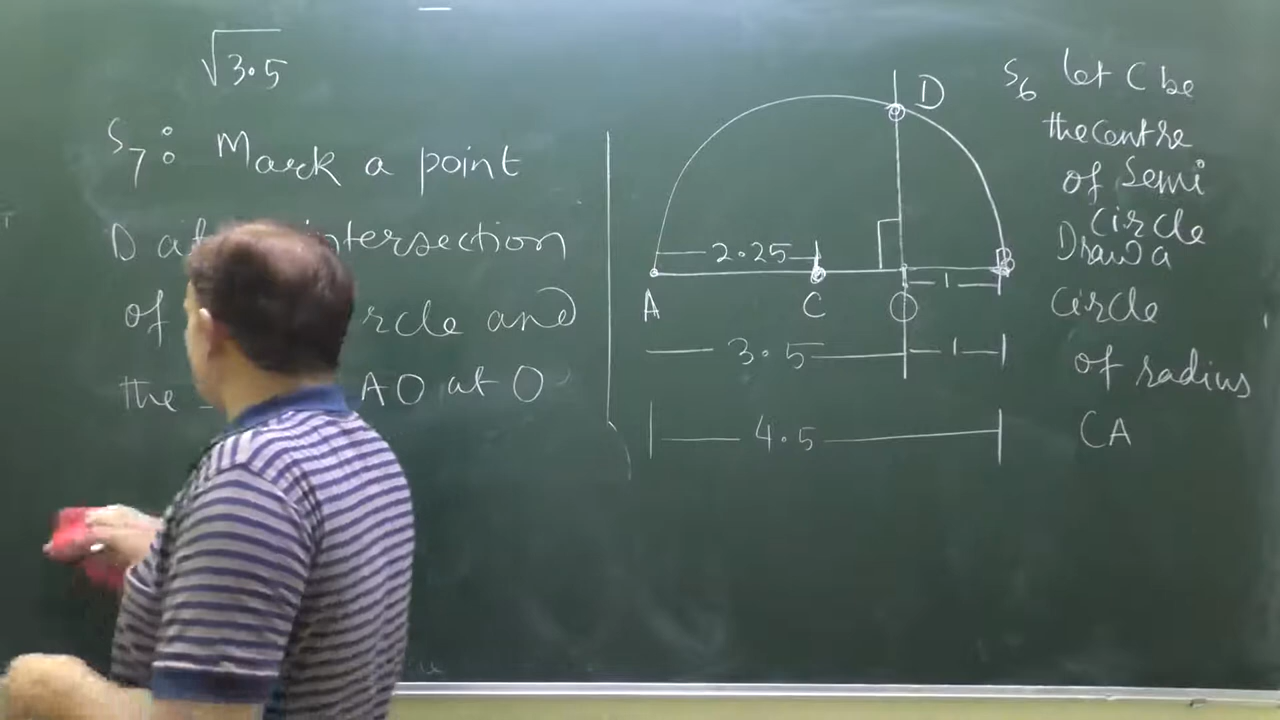 √3.5
S7: Mark a point
D at intersection
of and
the AO at O
D
2.25
A C O B
1
3.5 1
4.5
S6 let C be
the centre
of Semi
circle
Draw a
circle
of radius
CA